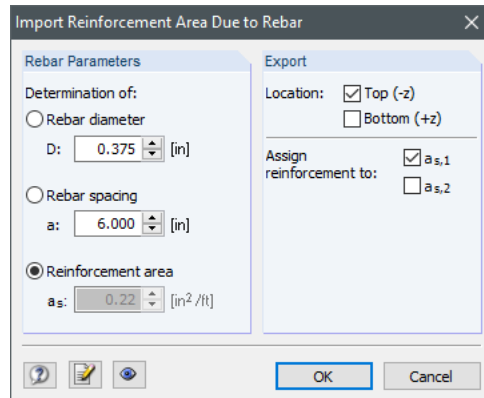 Import Reinforcement Area Due to Rebar
Rebar Parameters
Determination of:
Rebar diameter
D: 0.375 [in]
Rebar spacing
a: 6.000 [in]
Reinforcement area
as: 0.22 [in²/ft]
Export
Location: Top (-z)
Bottom (+z)
Assign
reinforcement to: as,1
as,2
OK Cancel